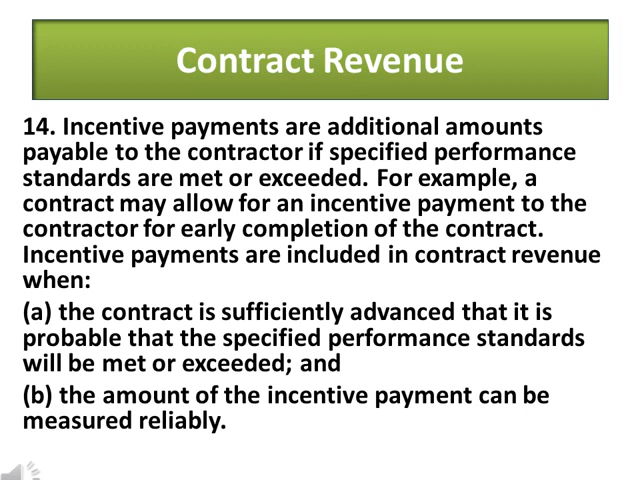 Contract Revenue
14. Incentive payments are additional amounts
payable to the contractor if specified performance
standards are met or exceeded. For example, a
contract may allow for an incentive payment to the
contractor for early completion of the contract.
Incentive payments are included in contract revenue
when:
(a) the contract is sufficiently advanced that it is
probable that the specified performance standards
will be met or exceeded; and
(b) the amount of the incentive payment can be
measured reliably.